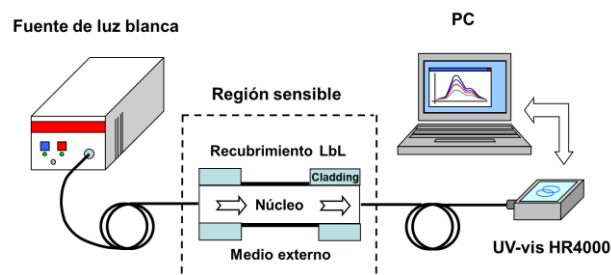 Fuente de luz blanca
PC
Región sensible
Recubrimiento LbL
Cladding
Núcleo
Medio externo
UV-vis HR4000